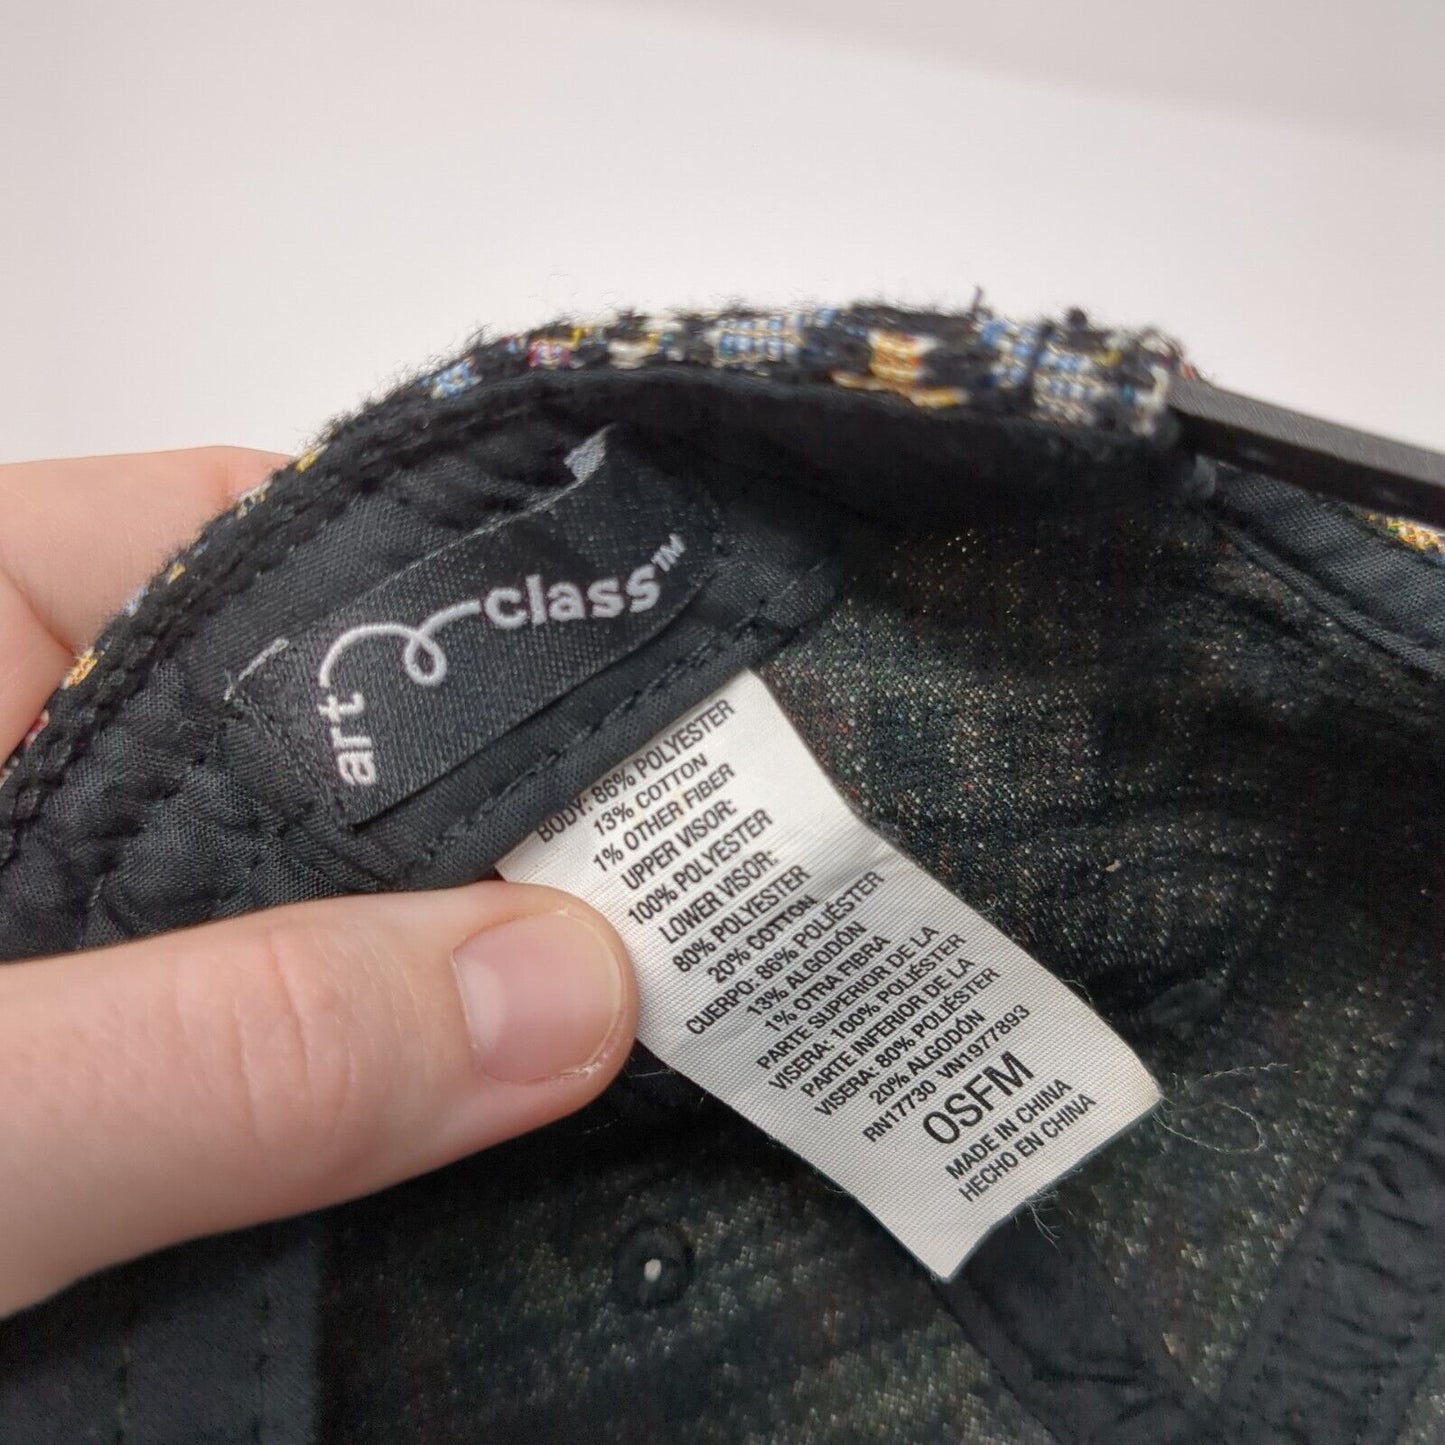 art class™
BODY: 86% POLYESTER
13% COTTON
1% OTHER FIBER
UPPER VISOR:
100% POLYESTER
LOWER VISOR:
80% POLYESTER
20% COTTON
CUERPO: 86% POLIÉSTER
13% ALGODÓN
1% OTRA FIBRA
PARTE SUPERIOR DE LA
VISERA: 100% POLIÉSTER
PARTE INFERIOR DE LA
VISERA: 80% POLIÉSTER
20% ALGODÓN
RN17730 VN1977893
OSFM
MADE IN CHINA
HECHO EN CHINA